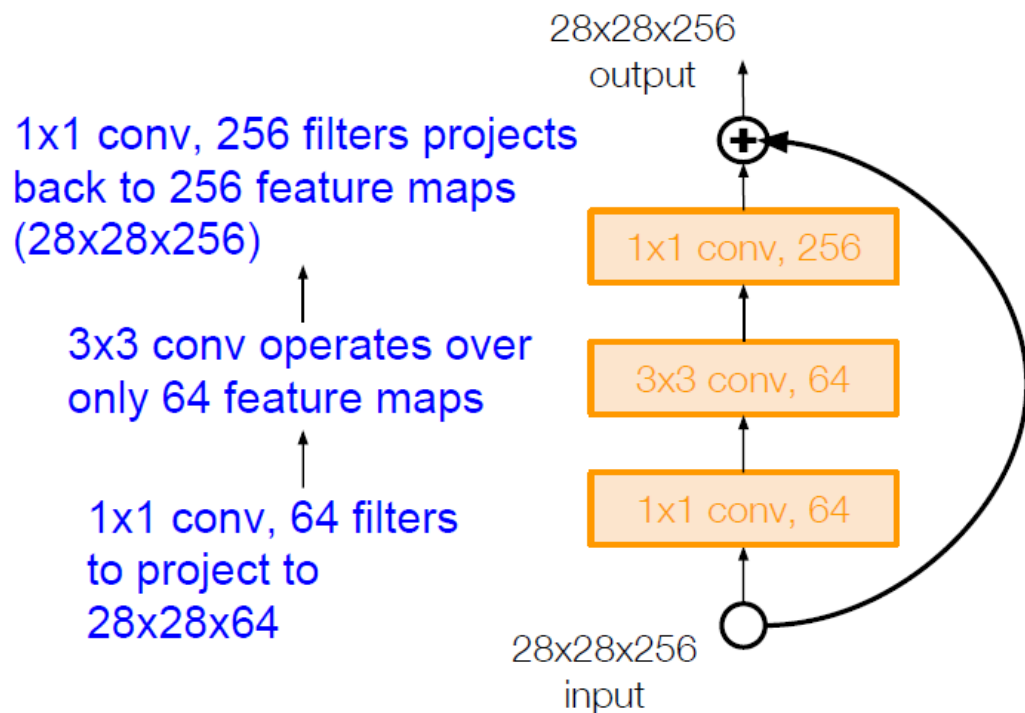 28x28x256
output
1x1 conv, 256 filters projects
back to 256 feature maps
(28x28x256)
3x3 conv operates over
only 64 feature maps
1x1 conv, 64 filters
to project to
28x28x64
+
1x1 conv, 256
3x3 conv, 64
1x1 conv, 64
28x28x256
input